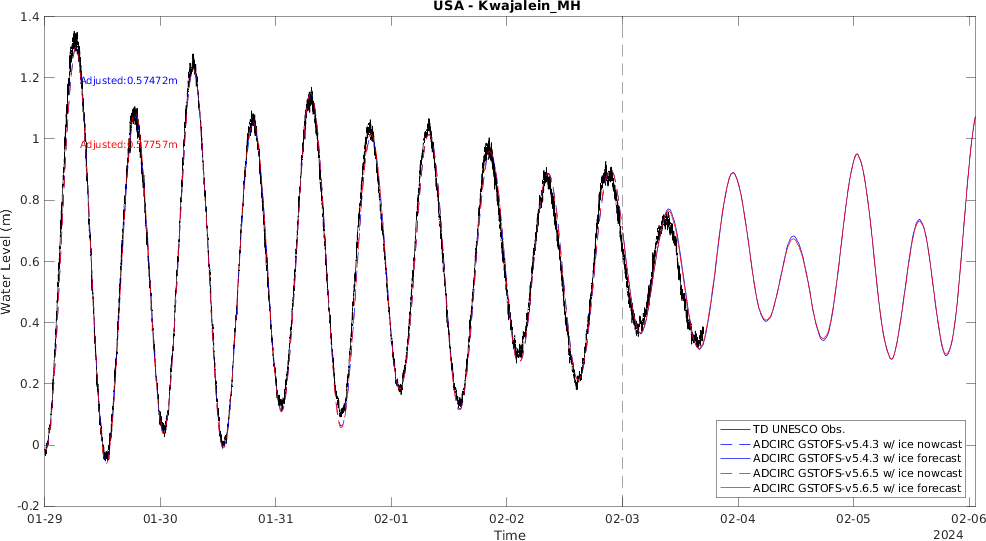 USA - Kwajalein_MH
Water Level (m)
1.4
1.2
1
0.8
0.6
0.4
0.2
0
-0.2
Adjusted:0.57472m
Adjusted:0.57757m
TD UNESCO Obs.
ADCIRC GSTOFS-v5.4.3 w/ ice nowcast
ADCIRC GSTOFS-v5.4.3 w/ ice forecast
ADCIRC GSTOFS-v5.6.5 w/ ice nowcast
ADCIRC GSTOFS-v5.6.5 w/ ice forecast
01-29 01-30 01-31 02-01 02-02 02-03 02-04 02-05 02-06
Time
2024